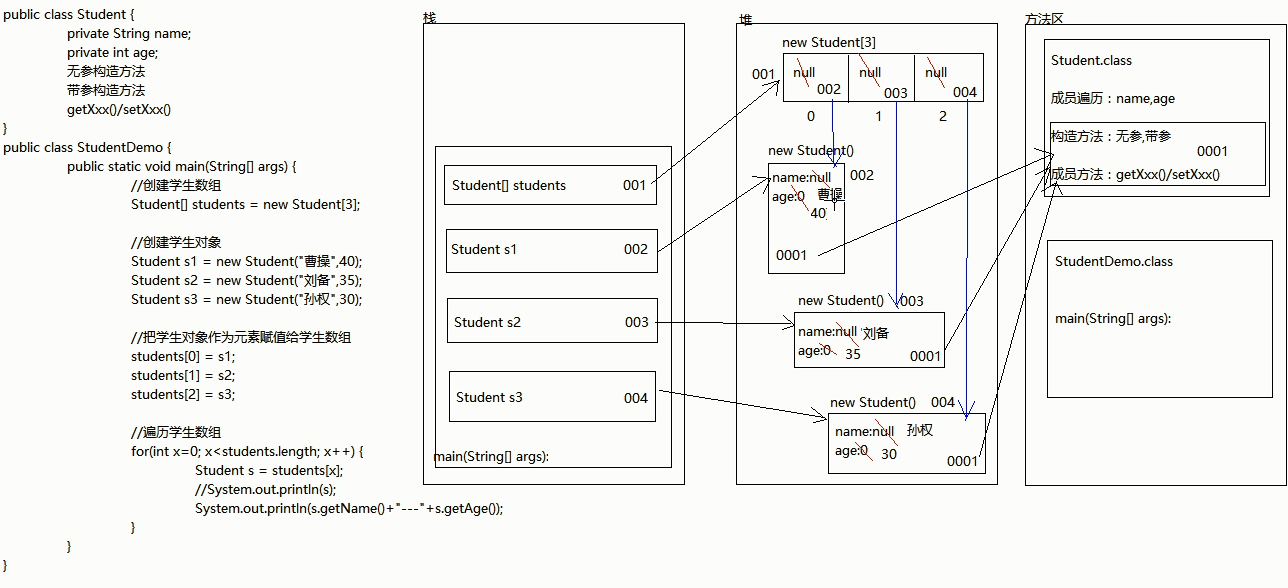 public class Student {
private String name;
private int age;
无参构造方法
带参构造方法
getXxx()/setXxx()
}
public class StudentDemo {
public static void main(String[] args) {
//创建学生数组
Student[] students = new Student[3];
//创建学生对象
Student s1 = new Student("曹操",40);
Student s2 = new Student("刘备",35);
Student s3 = new Student("孙权",30);
//把学生对象作为元素赋值给学生数组
students[0] = s1;
students[1] = s2;
students[2] = s3;
//遍历学生数组
for(int x=0; x<students.length; x++) {
Student s = students[x];
//System.out.println(s);
System.out.println(s.getName()+"---"+s.getAge());
}
}
}
栈
Student[] students 001
Student s1 002
Student s2 003
Student s3 004
main(String[] args):
堆
new Student[3]
001
null null null
002 003 004
0 1 2
new Student()
002
name:null
曹操
age:0
40
0001
new Student() 003
name:null 刘备
age:0 35
0001
new Student() 004
name:null 孙权
age:0 30
0001
方法区
Student.class
成员遍历：name,age
构造方法：无参,带参
0001
成员方法：getXxx()/setXxx()
StudentDemo.class
main(String[] args):